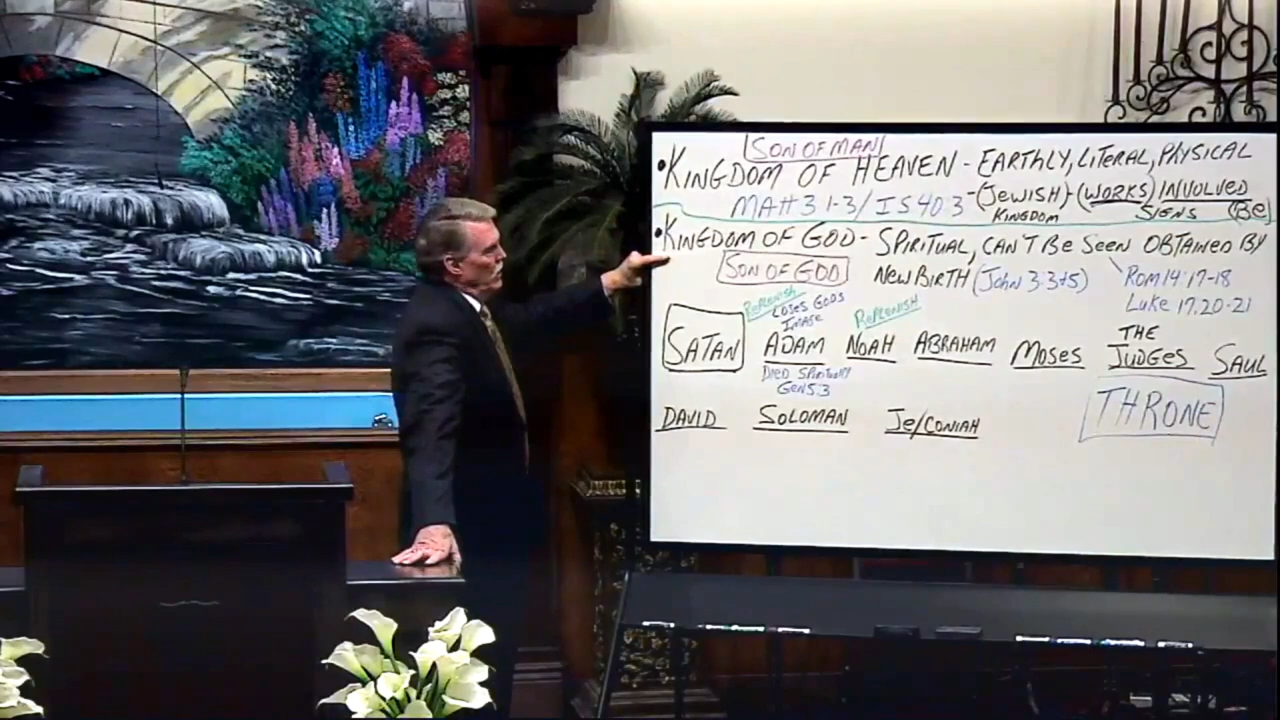 SON OF MAN
• KINGDOM OF HEAVEN - EARTHLY, LITERAL, PHYSICAL
MAtt 3 1-3 / IS 40 3 - (JEWISH) - (WORKS) INVOLVED
KINGDOM SIGNS (Be)
• KINGDOM OF GOD - SPIRITUAL, CAN'T Be SEEN OBTAINED BY
SON OF GOD NEW BIRTH (John 3:3+5) Rom 14:17-18
Luke 17:20-21
REPLENISH LOSES GODS REPLENISH
IMAGE
SATAN ADAM NOAH ABRAHAM MOSES THE JUDGES SAUL
DIED SPIRITUALLY
GEN 5:3
DAVID SOLOMAN Je/CONIAH THRONE